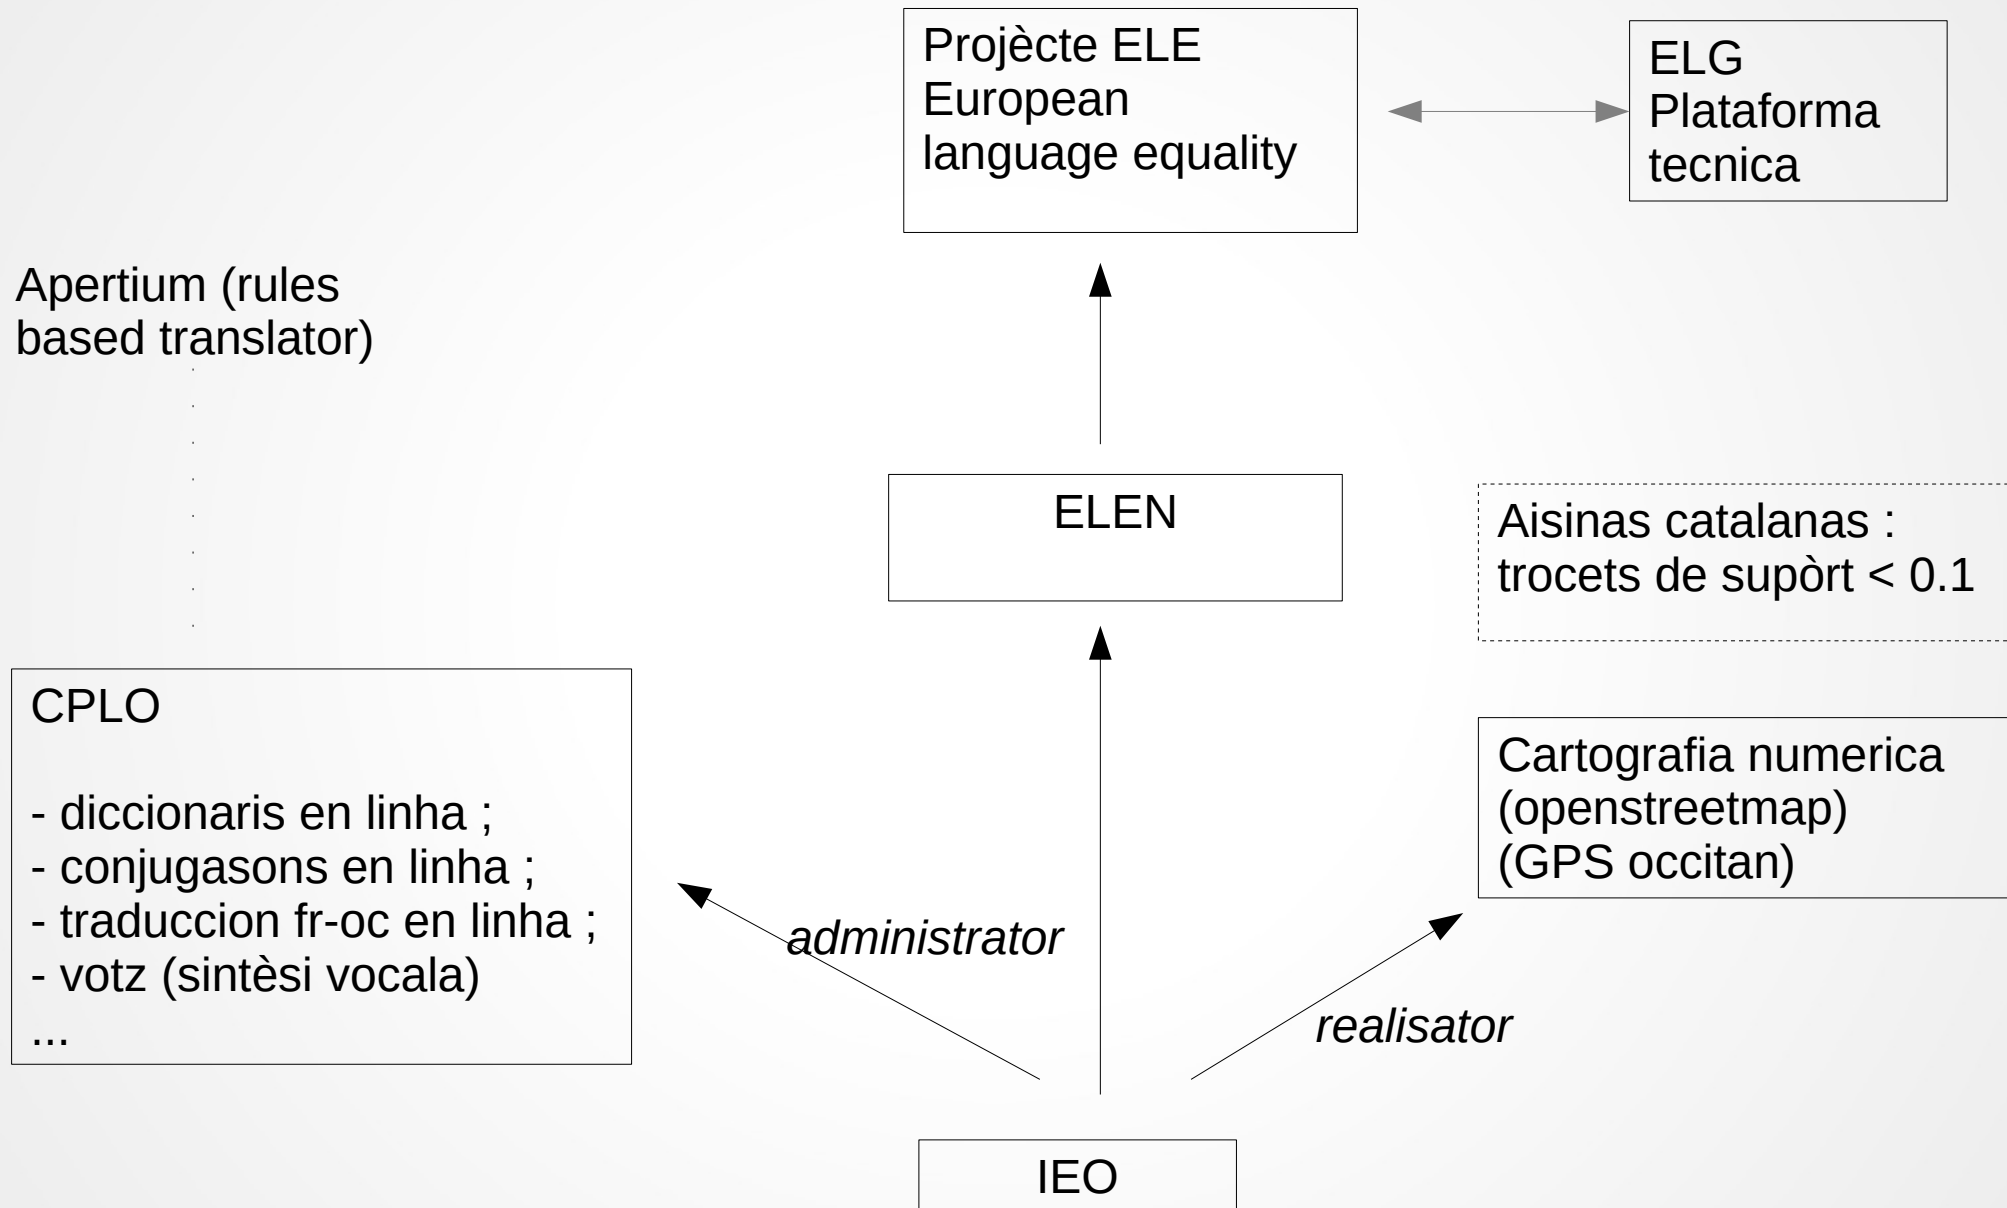 Projècte ELE
European
language equality
ELG
Plataforma
tecnica
Apertium (rules
based translator)
ELEN
Aisinas catalanas :
trocets de supòrt < 0.1
CPLO
- diccionaris en linha ;
- conjugasons en linha ;
- traduccion fr-oc en linha ;
- votz (sintèsi vocala)
...
Cartografia numerica
(openstreetmap)
(GPS occitan)
administrator
realisator
IEO